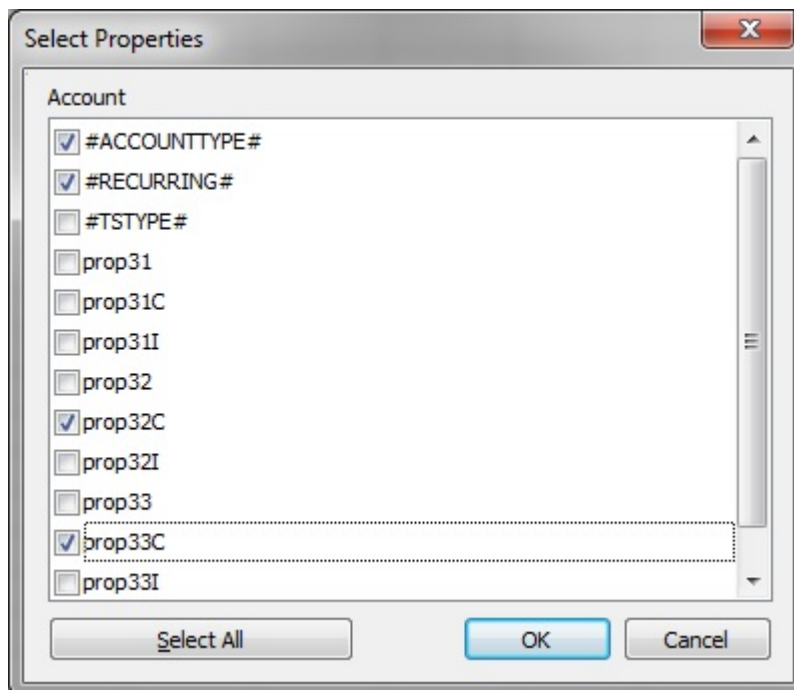 Select Properties
Account
#ACCOUNTTYPE#
#RECURRING#
#TSTYPE#
prop31
prop31C
prop31I
prop32
prop32C
prop32I
prop33
prop33C
prop33I
Select All OK Cancel